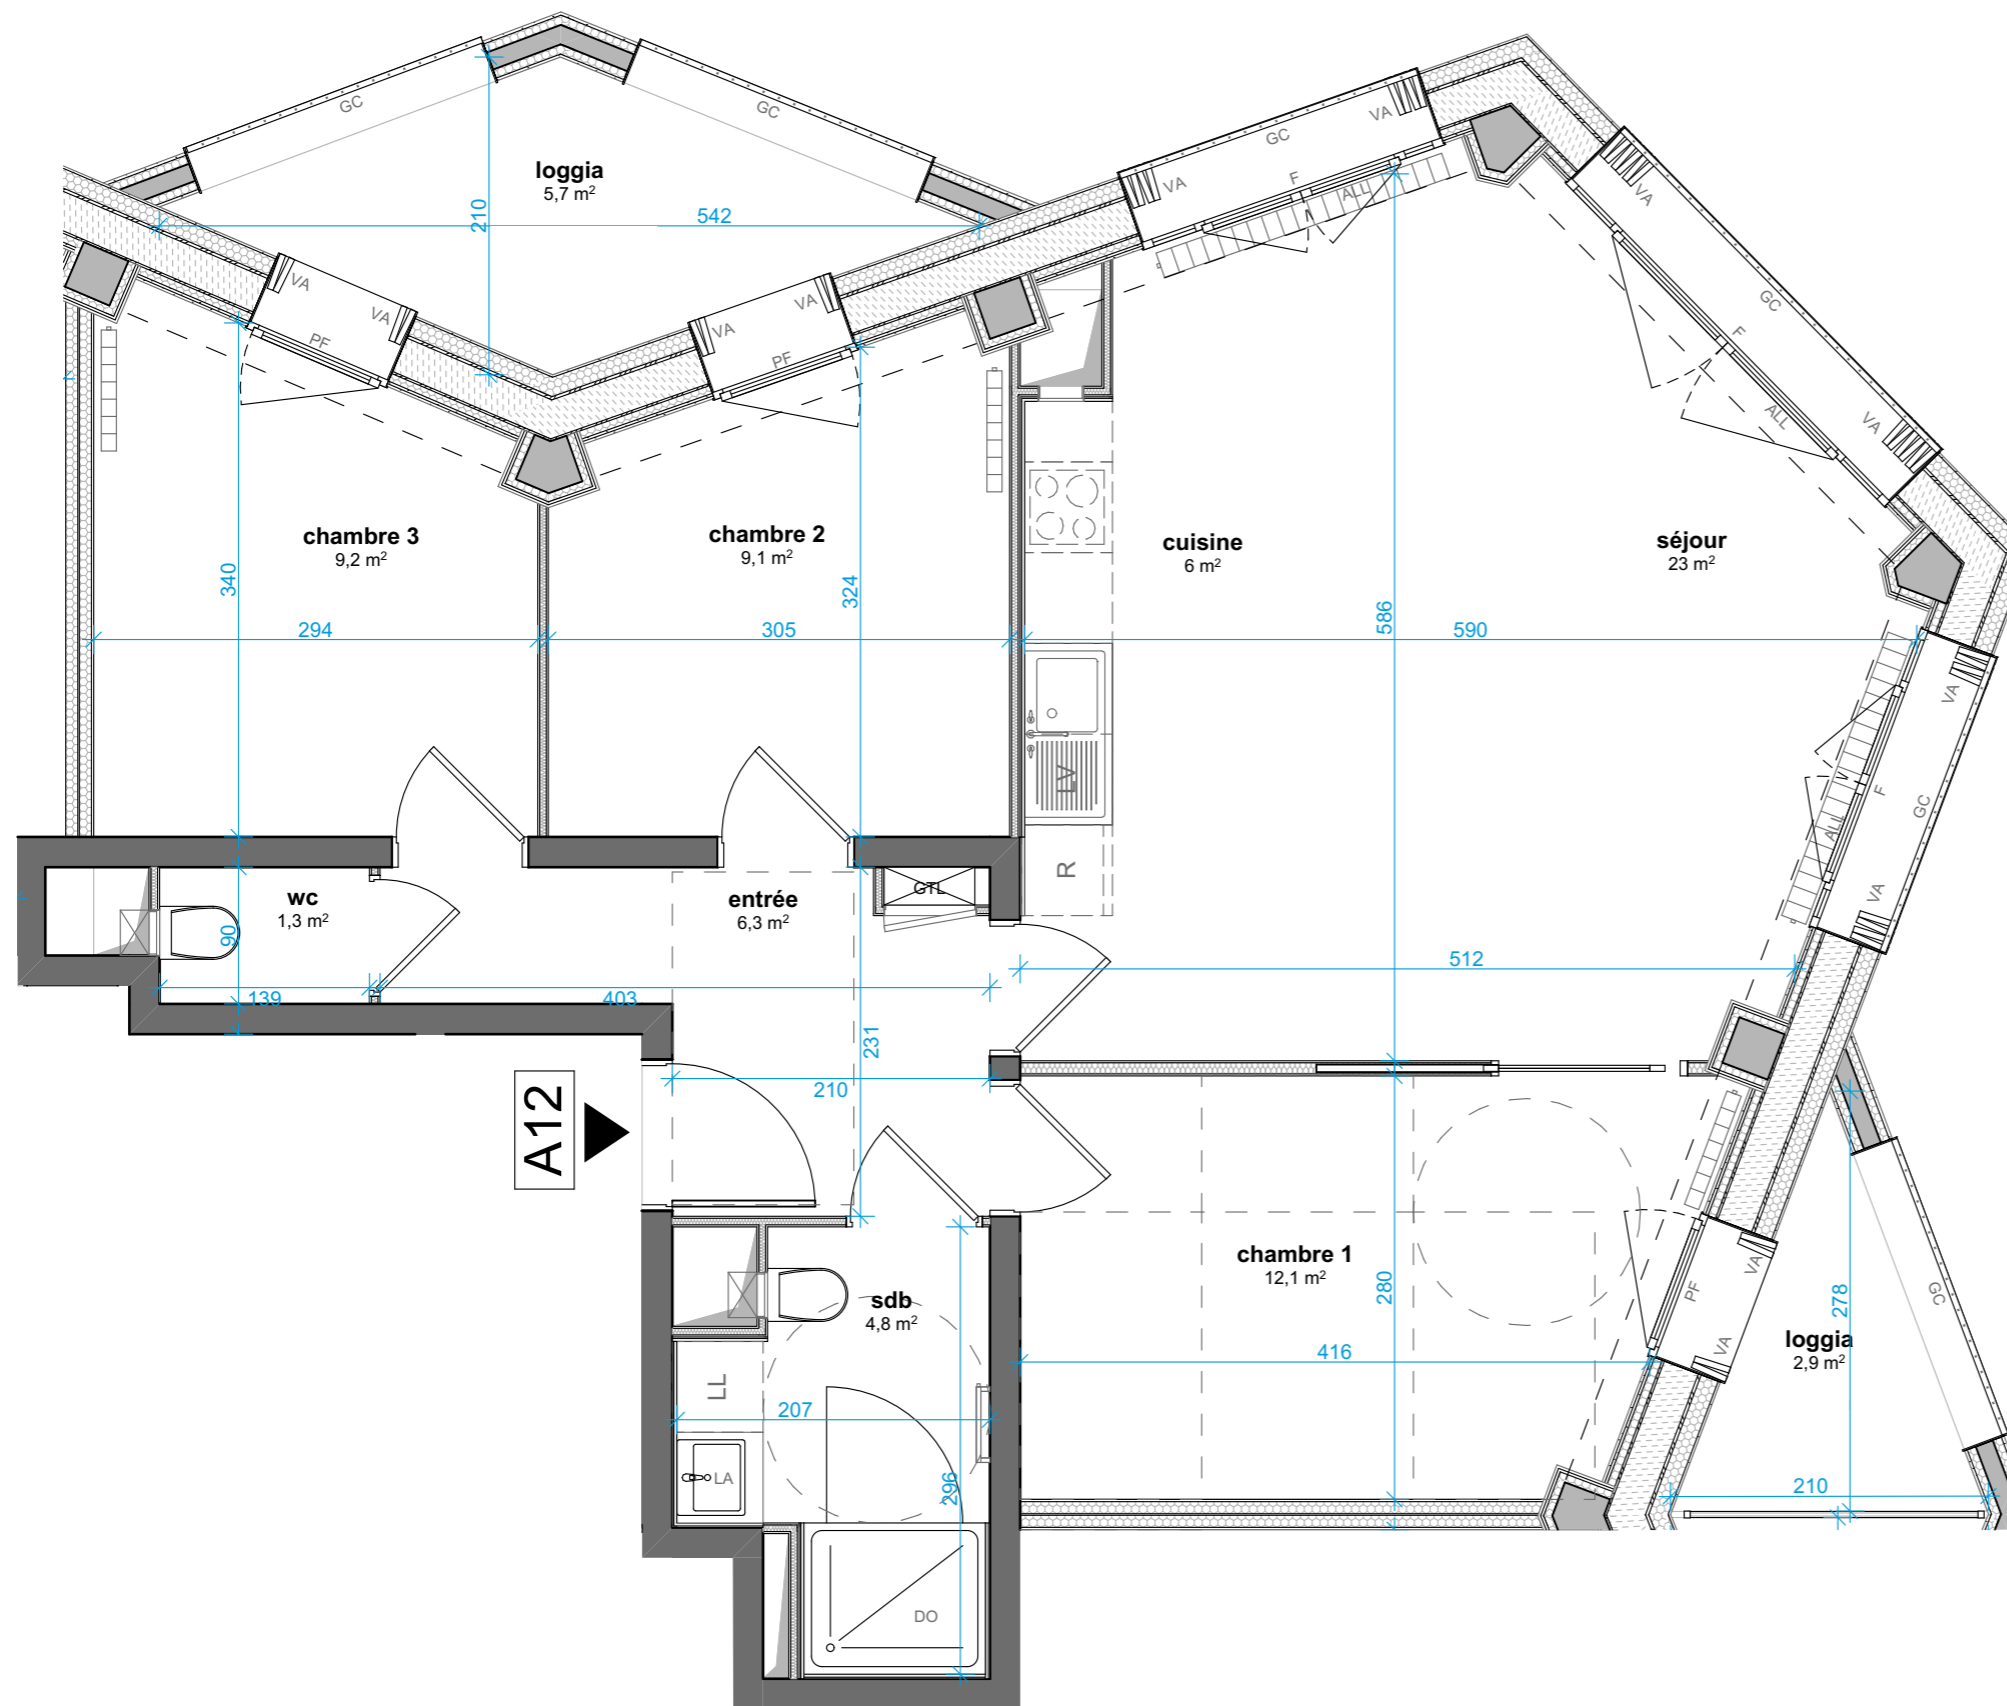 GC
GC
loggia
5,7 m²
210
542
VA
VA
PF
VA
VA
PF
VA
GC
VA
F
ALL
VA
GC
F
ALL
VA
chambre 3
9,2 m²
chambre 2
9,1 m²
cuisine
6 m²
séjour
23 m²
340
324
586
294
305
590
VA
F
GC
ALL
VA
LV
R
wc
1,3 m²
entrée
6,3 m²
GTL
90
139
403
512
231
210
A12
chambre 1
12,1 m²
280
416
PF
VA
VA
278
GC
loggia
2,9 m²
210
sdb
4,8 m²
LL
207
LA
296
DO